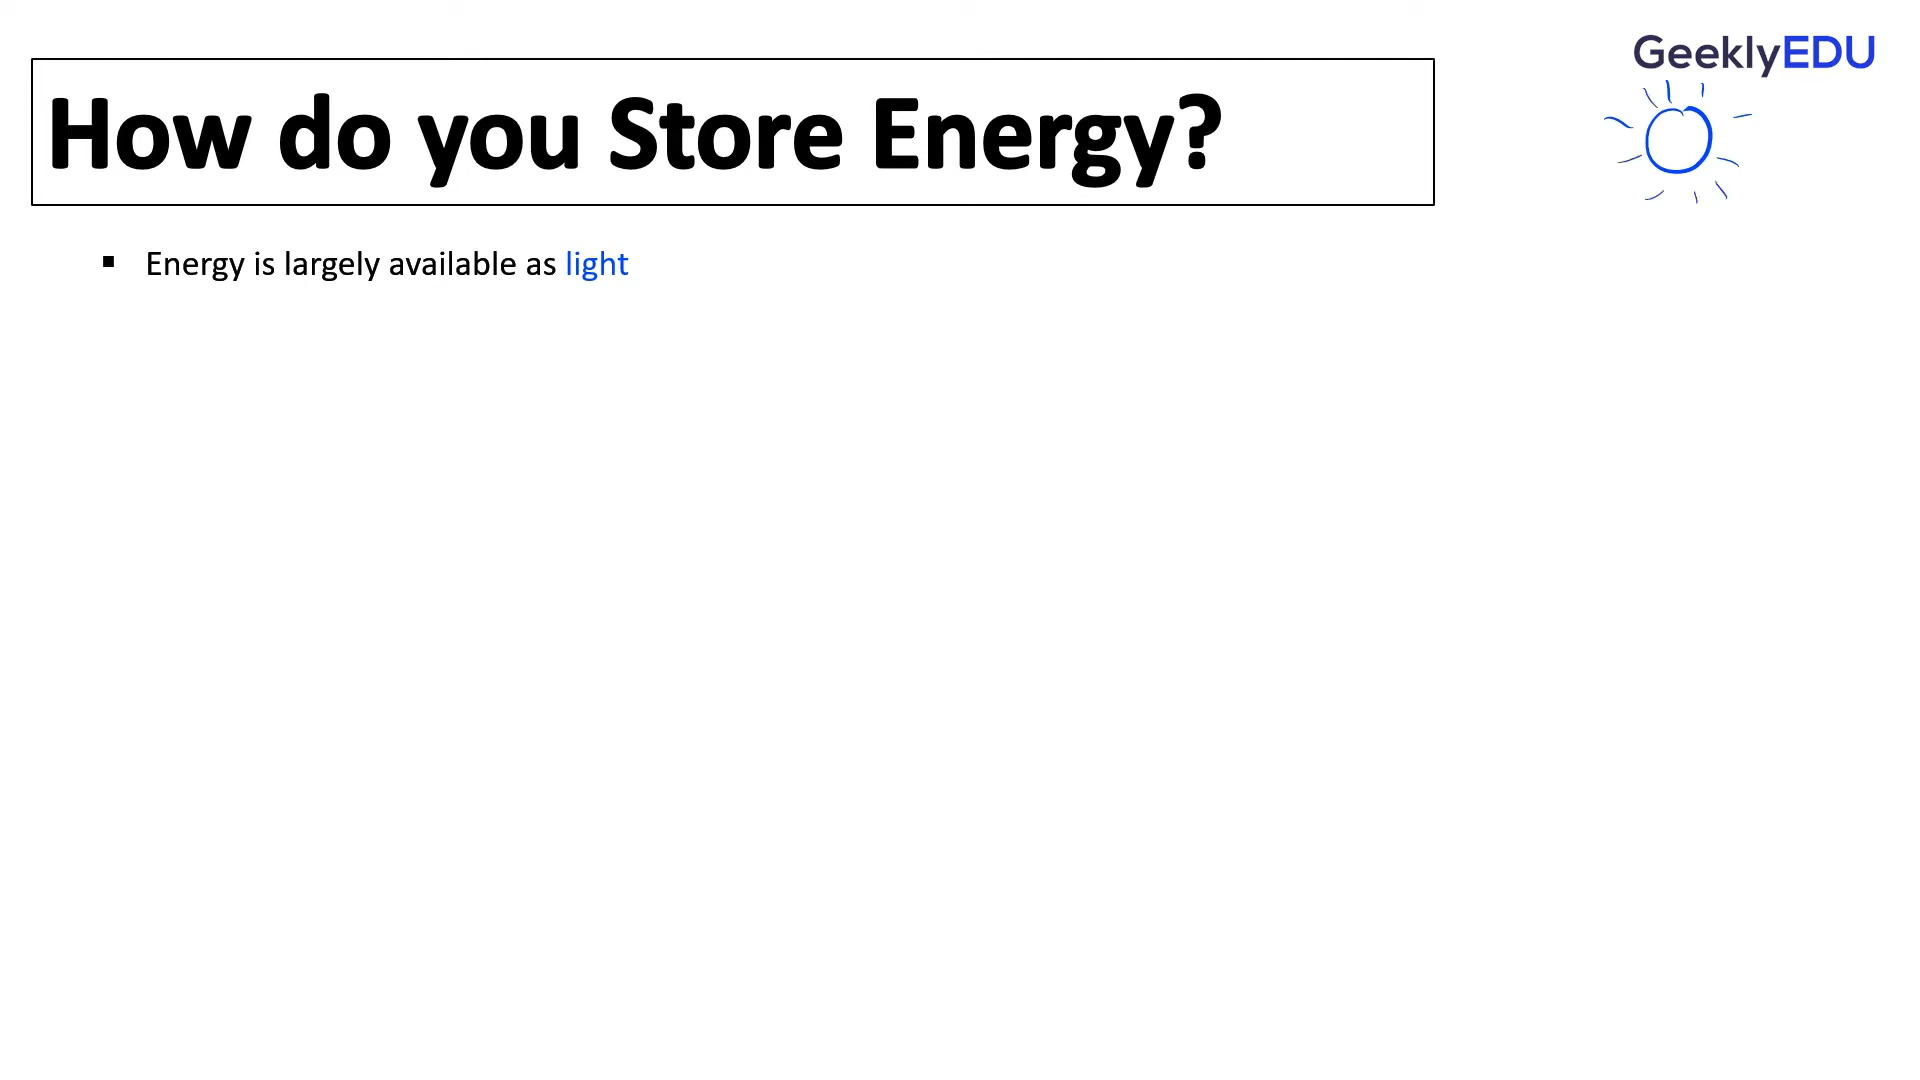 GeeklyEDU
How do you Store Energy?
▪ Energy is largely available as light